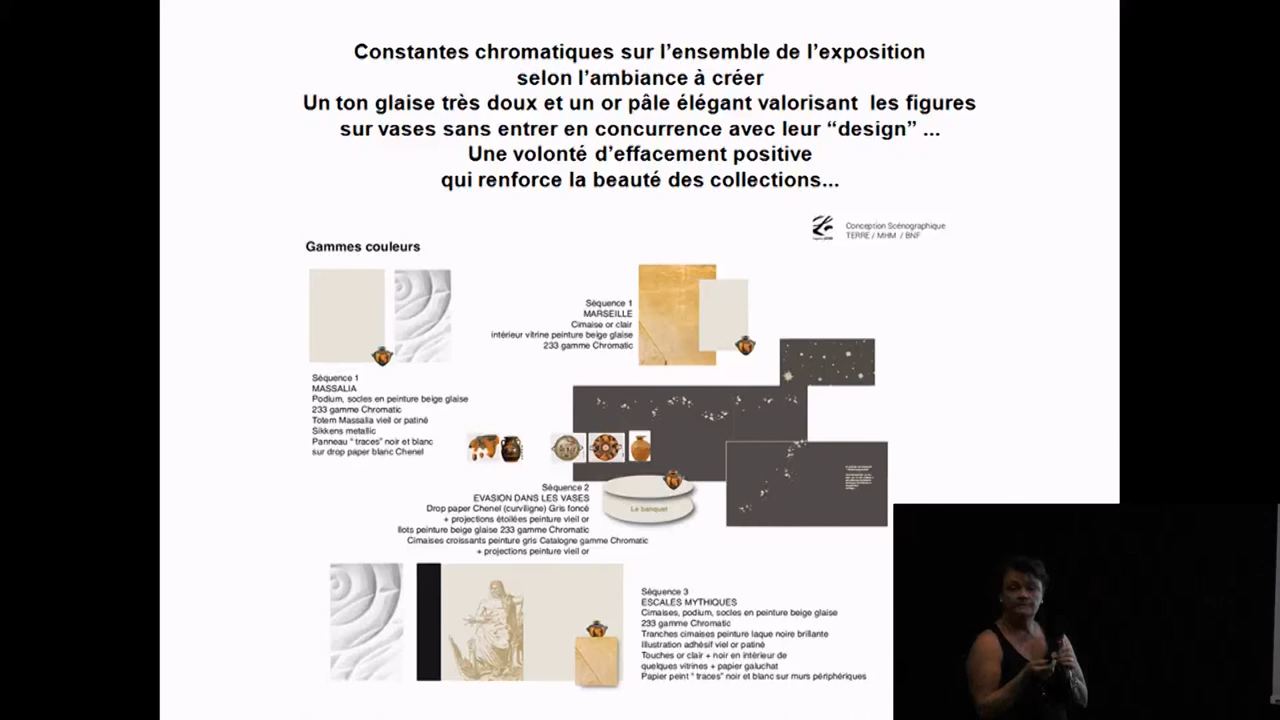 Constantes chromatiques sur l’ensemble de l’exposition
selon l’ambiance à créer
Un ton glaise très doux et un or pâle élégant valorisant les figures
sur vases sans entrer en concurrence avec leur “design” ...
Une volonté d’effacement positive
qui renforce la beauté des collections...
Conception Scénographique
TERRE / MHM / BNF
Gammes couleurs
Séquence 1
MARSEILLE
Cimaise or clair
intérieur vitrine peinture beige glaise
233 gamme Chromatic
Séquence 1
MASSALIA
Podium, socles en peinture beige glaise
233 gamme Chromatic
Totem Massalia vieil or patiné
Sikkens metallic
Panneau “ traces” noir et blanc
sur drop paper blanc Chenel
Séquence 2
EVASION DANS LES VASES
Drop paper Chenel (curviligne) Gris foncé
+ projections étoilées peinture vieil or
Ilots peinture beige glaise 233 gamme Chromatic
Cimaises croissants peinture gris Catalogne gamme Chromatic
+ projections peinture vieil or
Le banquet
Séquence 3
ESCALES MYTHIQUES
Cimaises, podium, socles en peinture beige glaise
233 gamme Chromatic
Tranches cimaises peinture laque noire brillante
Illustration adhésif viel or patiné
Touches or clair + noir en intérieur de
quelques vitrines + papier galuchat
Papier peint “ traces” noir et blanc sur murs périphériques